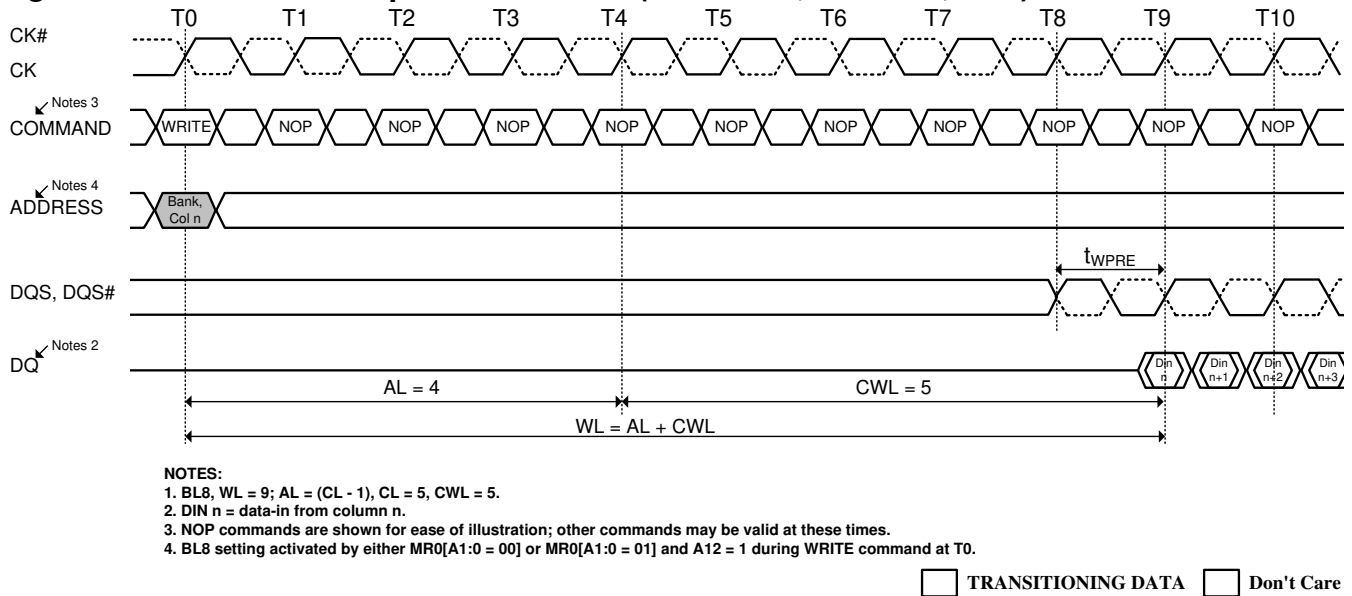 T0 T1 T2 T3 T4 T5 T6 T7 T8 T9 T10
CK#
CK
Notes 3
COMMAND WRITE NOP NOP NOP NOP NOP NOP NOP NOP NOP NOP
Notes 4
ADDRESS
Bank,
Col n
tWPRE
DQS, DQS#
Notes 2
DQ
Din Din Din Din
n n+1 n+2 n+3
AL = 4 CWL = 5
WL = AL + CWL
NOTES:
1. BL8, WL = 9; AL = (CL - 1), CL = 5, CWL = 5.
2. DIN n = data-in from column n.
3. NOP commands are shown for ease of illustration; other commands may be valid at these times.
4. BL8 setting activated by either MR0[A1:0 = 00] or MR0[A1:0 = 01] and A12 = 1 during WRITE command at T0.
TRANSITIONING DATA Don't Care